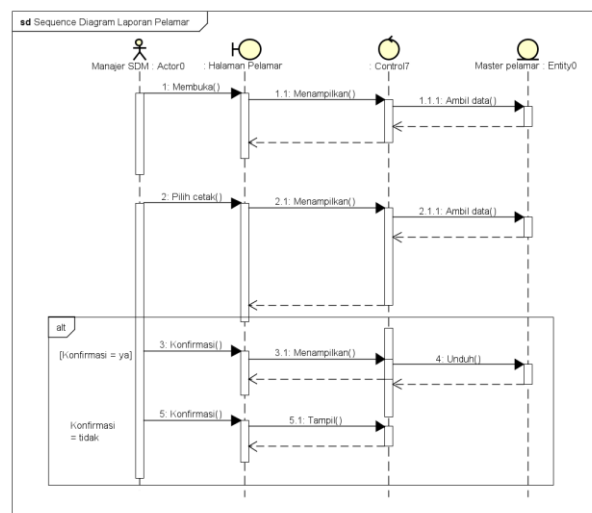 sd Sequence Diagram Laporan Pelamar
Manajer SDM : Actor0
: Halaman Pelamar
: Control7
Master pelamar : Entity0
1: Membuka()
1.1: Menampilkan()
1.1.1: Ambil data()
2: Pilih cetak()
2.1: Menampilkan()
2.1.1: Ambil data()
alt
[Konfirmasi = ya]
3: Konfirmasi()
3.1: Menampilkan()
4: Unduh()
Konfirmasi
= tidak
5: Konfirmasi()
5.1: Tampil()